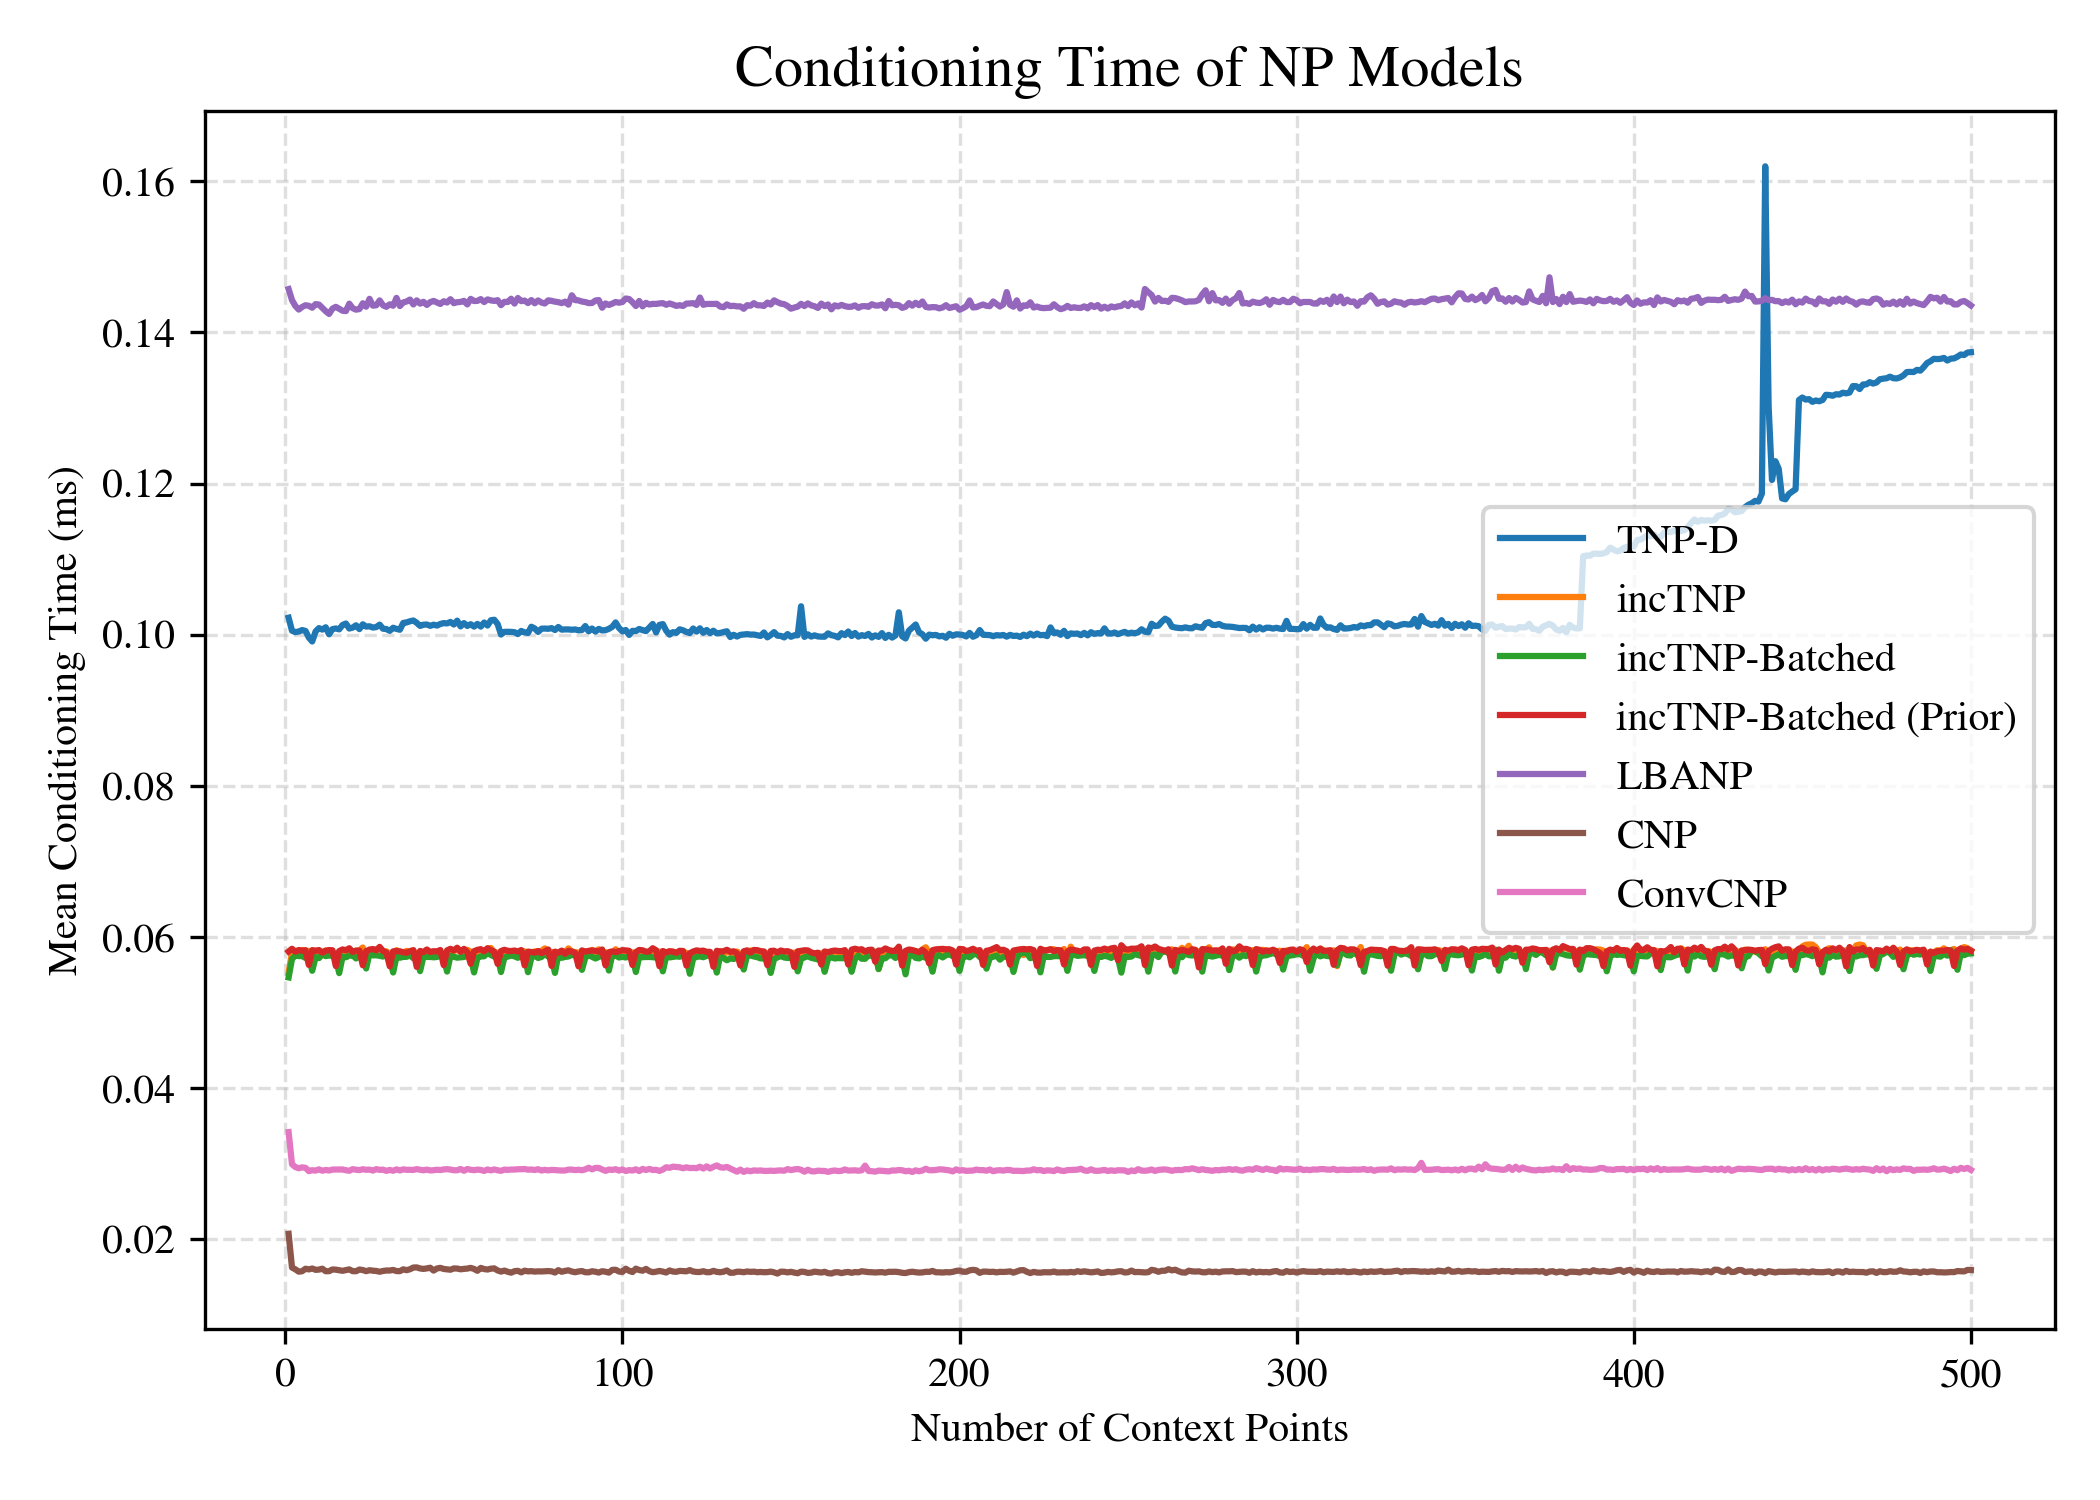 Conditioning Time of NP Models
Mean Conditioning Time (ms)
0.16
0.14
0.12
0.10
0.08
0.06
0.04
0.02
TNP-D
incTNP
incTNP-Batched
incTNP-Batched (Prior)
LBANP
CNP
ConvCNP
0 100 200 300 400 500
Number of Context Points